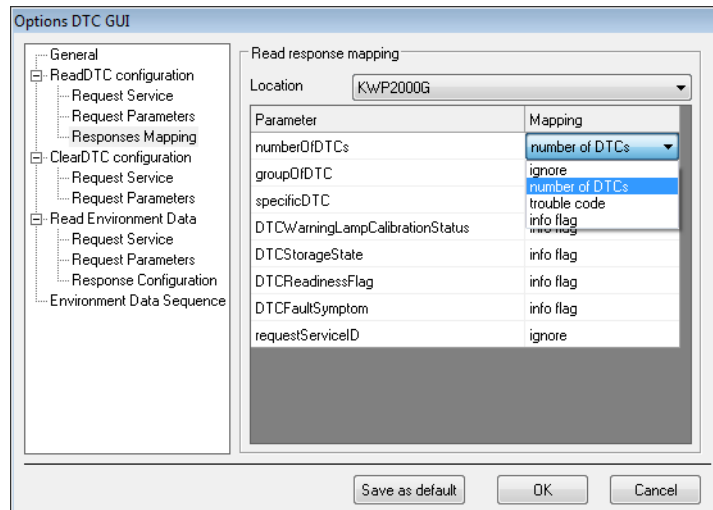 Options DTC GUI
General
ReadDTC configuration
Request Service
Request Parameters
Responses Mapping
ClearDTC configuration
Request Service
Request Parameters
Read Environment Data
Request Service
Request Parameters
Response Configuration
Environment Data Sequence
Read response mapping
Location KWP2000G
Parameter Mapping
numberOfDTCs number of DTCs
groupOfDTC ignore
number of DTCs
specificDTC trouble code
info flag
DTCWarningLampCalibrationStatus info flag
DTCStorageState info flag
DTCReadinessFlag info flag
DTCFaultSymptom info flag
requestServiceID ignore
Save as default OK Cancel